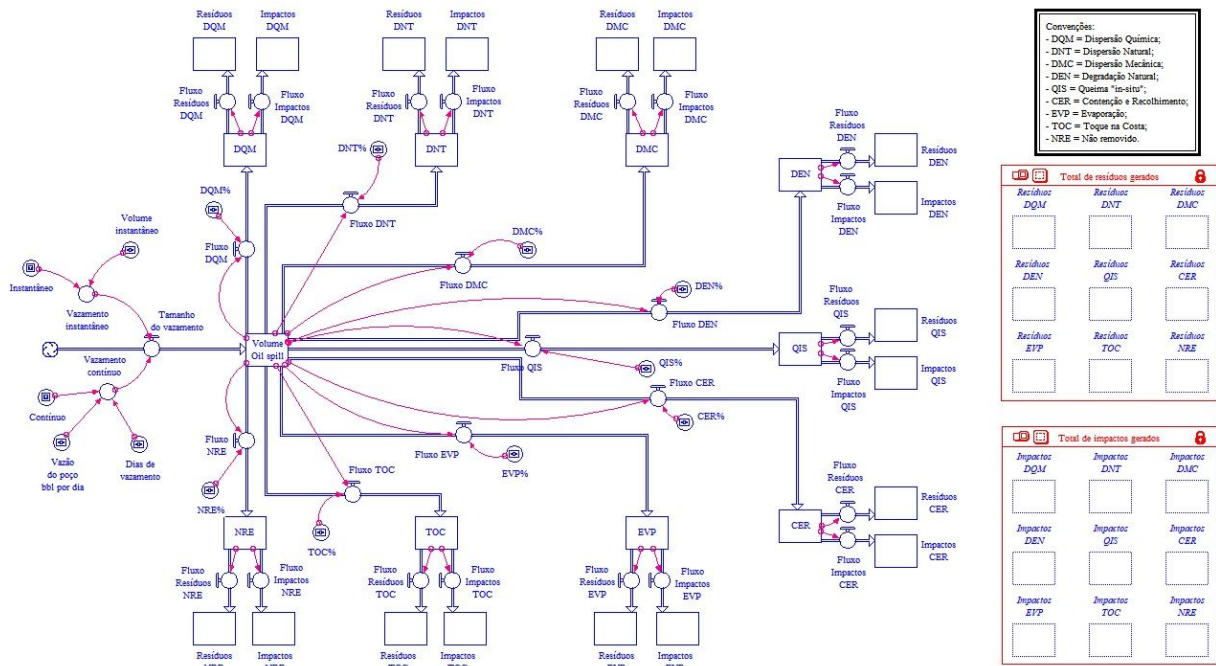 Resíduos
DQM
Impactos
DQM
Resíduos
DNT
Impactos
DNT
Resíduos
DMC
Impactos
DMC
Fluxo
Resíduos
DQM
Fluxo
Impactos
DQM
Fluxo
Resíduos
DNT
Fluxo
Impactos
DNT
Fluxo
Resíduos
DMC
Fluxo
Impactos
DMC
DQM
DNT
DMC
DNT%
DQM%
Fluxo DNT
Fluxo
DQM
DMC%
Fluxo DMC
Fluxo
Resíduos
DEN
Resíduos
DEN
DEN
Fluxo
Impactos
DEN
Impactos
DEN
DEN%
Fluxo DEN
Volume
instantâneo
Instantâneo
Vazamento
instantâneo
Tamanho
do vazamento
Volume
Oil spill
Vazamento
contínuo
Contínuo
Vazão
do poço
bbl por dia
Dias de
vazamento
Fluxo QIS
QIS%
Fluxo
Resíduos
QIS
Resíduos
QIS
QIS
Fluxo
Impactos
QIS
Impactos
QIS
Fluxo CER
CER%
Fluxo
NRE
NRE%
Fluxo TOC
TOC%
Fluxo EVP
EVP%
Fluxo
Resíduos
CER
Resíduos
CER
CER
Fluxo
Impactos
CER
Impactos
CER
NRE
TOC
EVP
Fluxo
Resíduos
NRE
Fluxo
Impactos
NRE
Fluxo
Resíduos
TOC
Fluxo
Impactos
TOC
Fluxo
Resíduos
EVP
Fluxo
Impactos
EVP
Resíduos
Impactos
Resíduos
Impactos
Resíduos
Impactos
Convenções:
- DQM = Dispersão Química;
- DNT = Dispersão Natural;
- DMC = Dispersão Mecânica;
- DEN = Degradação Natural;
- QIS = Queima "in-situ";
- CER = Contenção e Recolhimento;
- EVP = Evaporação;
- TOC = Toque na Costa;
- NRE = Não removido.
Total de resíduos gerados
Resíduos
DQM
Resíduos
DNT
Resíduos
DMC
Resíduos
DEN
Resíduos
QIS
Resíduos
CER
Resíduos
EVP
Resíduos
TOC
Resíduos
NRE
Total de impactos gerados
Impactos
DQM
Impactos
DNT
Impactos
DMC
Impactos
DEN
Impactos
QIS
Impactos
CER
Impactos
EVP
Impactos
TOC
Impactos
NRE